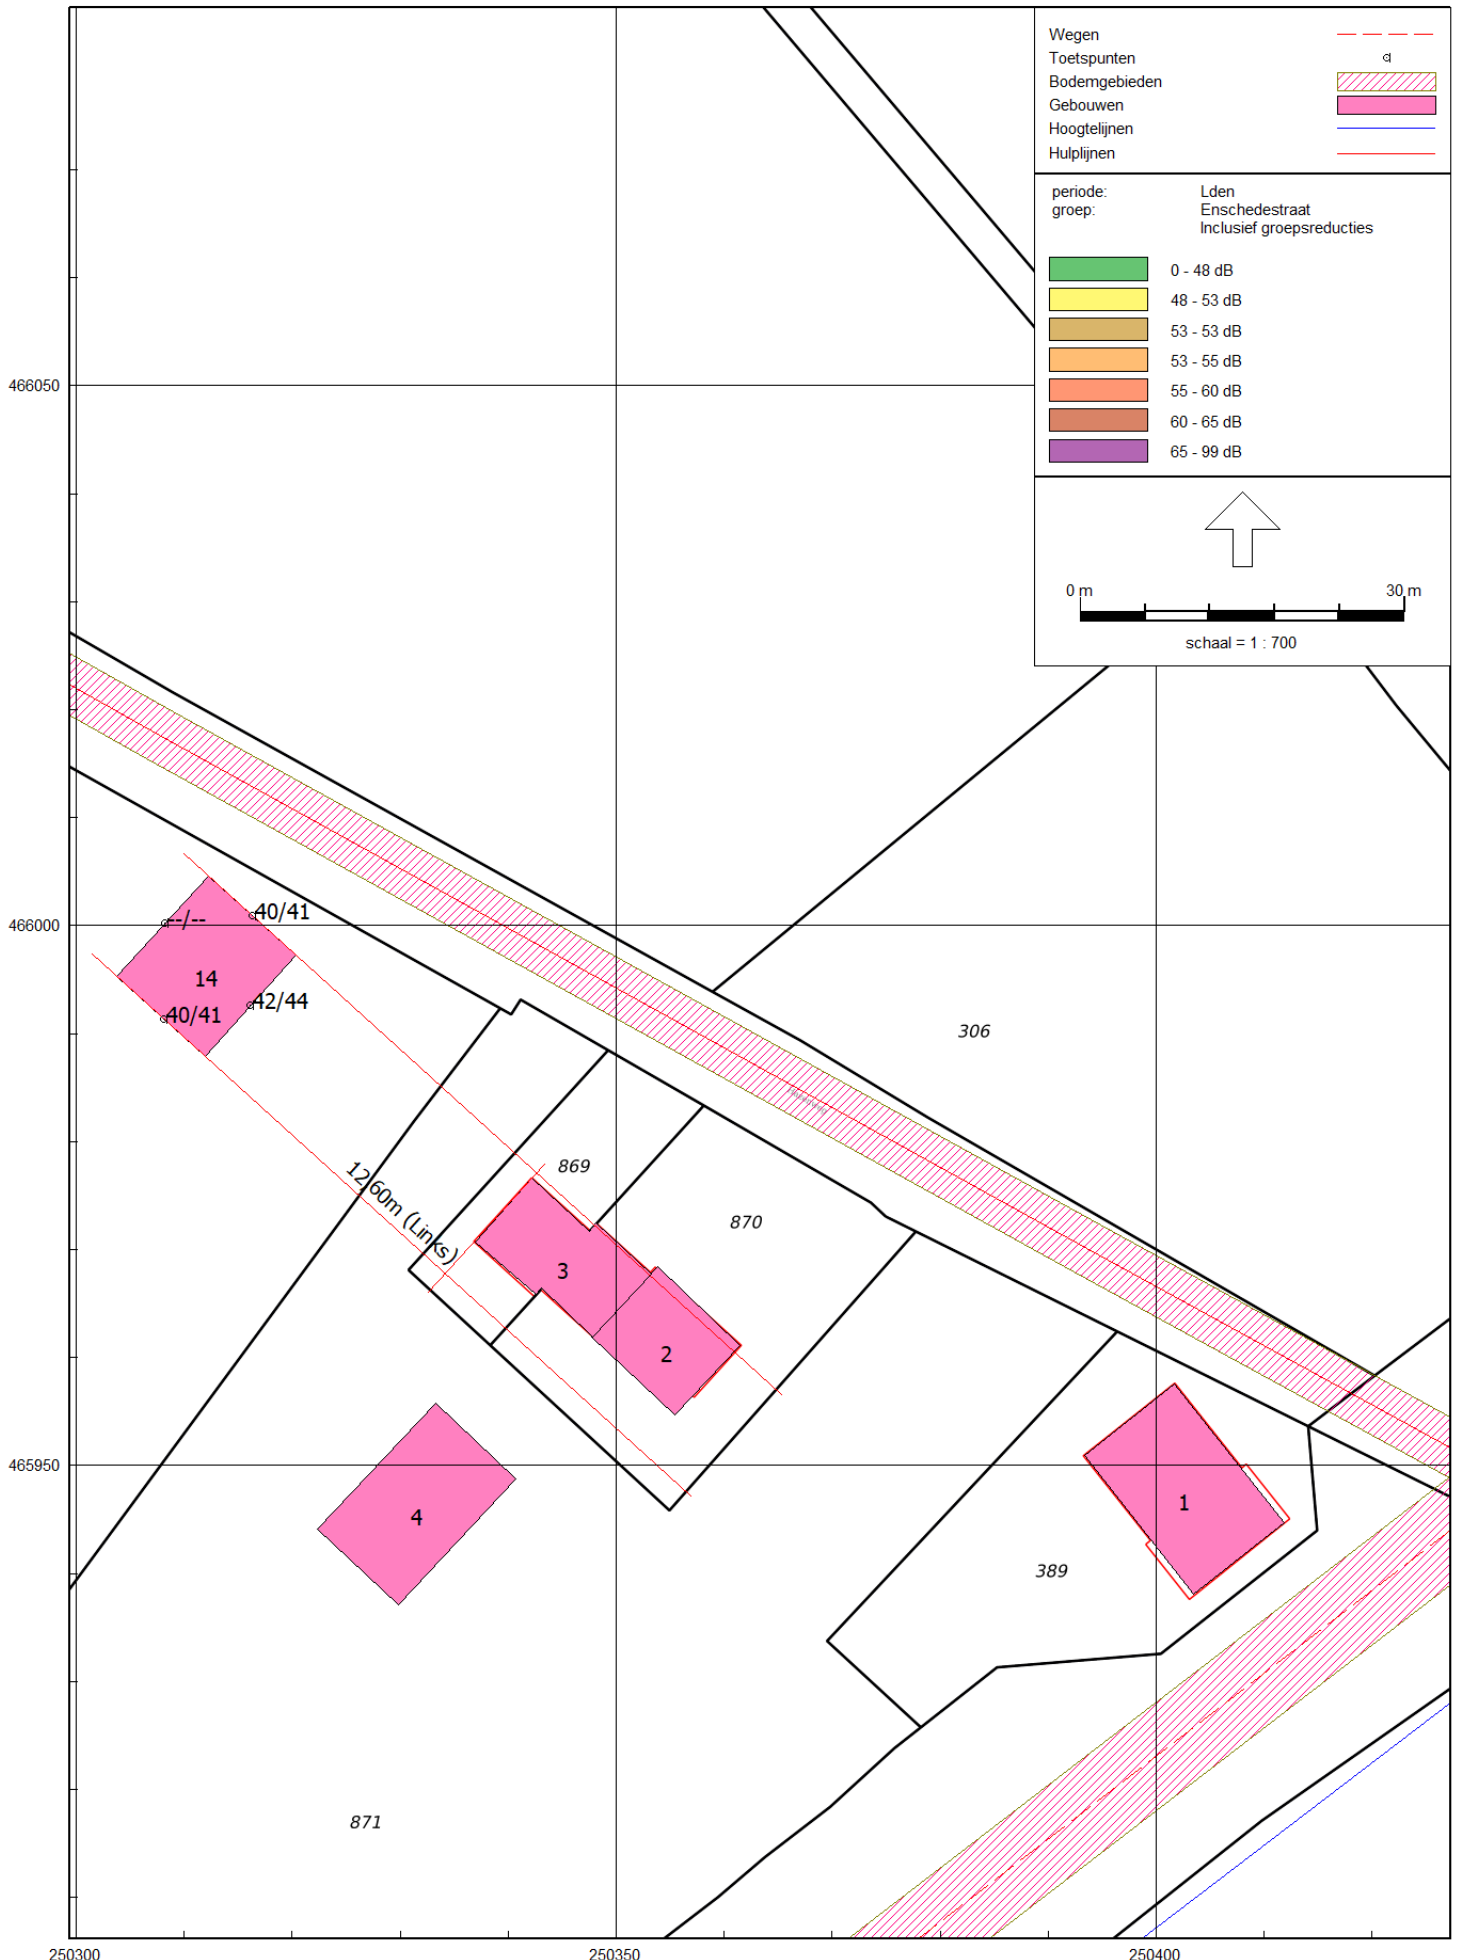 Wegen
Toetspunten
Bodemgebieden
Gebouwen
Hoogtelijnen
Hulplijnen
periode: Lden
groep: Enschedestraat
Inclusief groepsreducties
0 - 48 dB
48 - 53 dB
53 - 53 dB
53 - 55 dB
55 - 60 dB
60 - 65 dB
65 - 99 dB
0 m 30 m
schaal = 1 : 700
466050
466000
465950
250300 250350 250400
--/--
40/41
14
42/44
40/41
306
12,60m (Links)
869
870
3
2
4
1
389
871